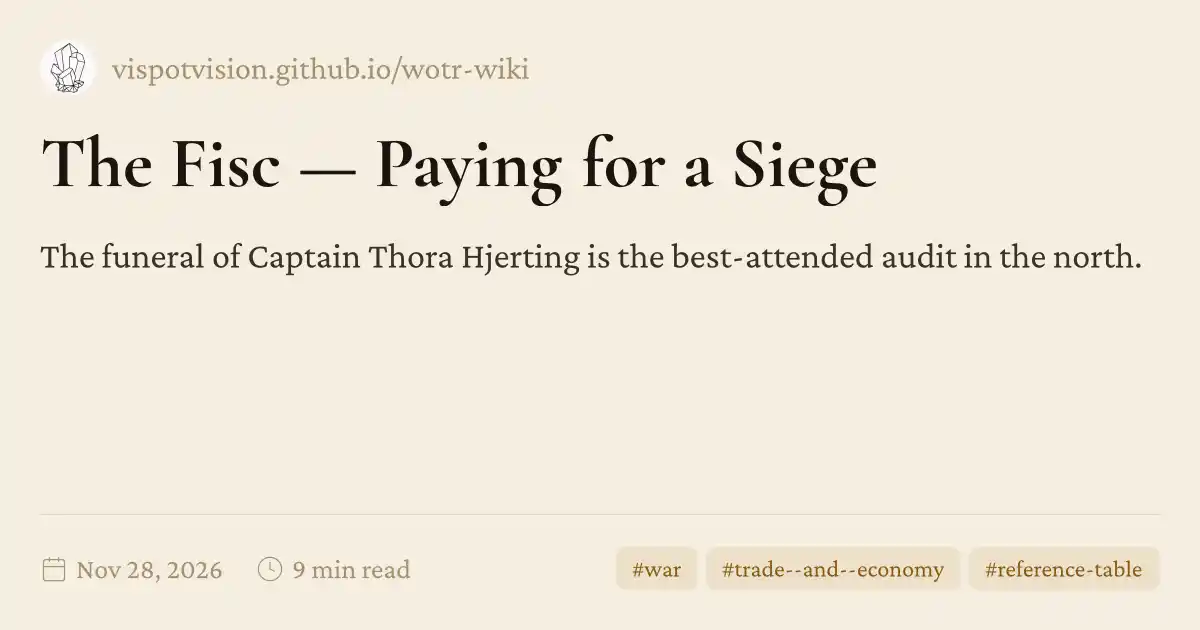 vispotvision.github.io/wotr-wiki
The Fisc — Paying for a Siege
The funeral of Captain Thora Hjerting is the best-attended audit in the north.
Nov 28, 2026 9 min read #war #trade--and--economy #reference-table